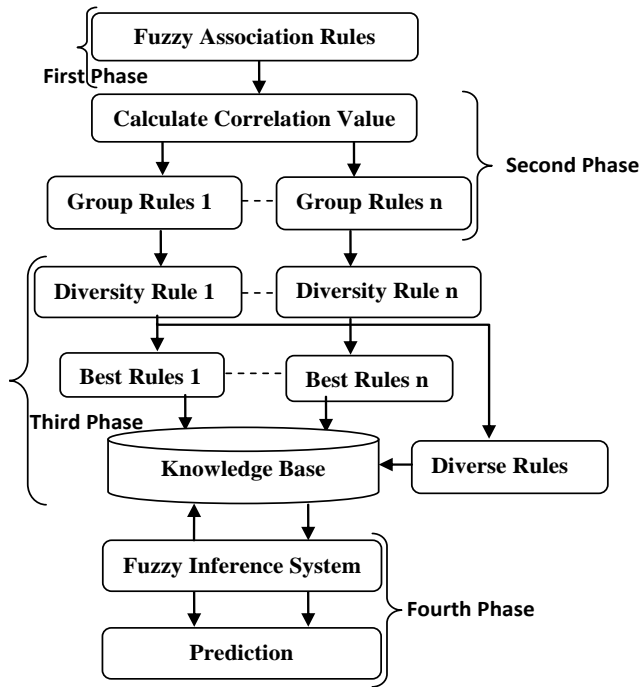 Fuzzy Association Rules
First Phase
Calculate Correlation Value
Second Phase
Group Rules 1
Group Rules n
Diversity Rule 1
Diversity Rule n
Best Rules 1
Best Rules n
Third Phase
Knowledge Base
Diverse Rules
Fuzzy Inference System
Fourth Phase
Prediction